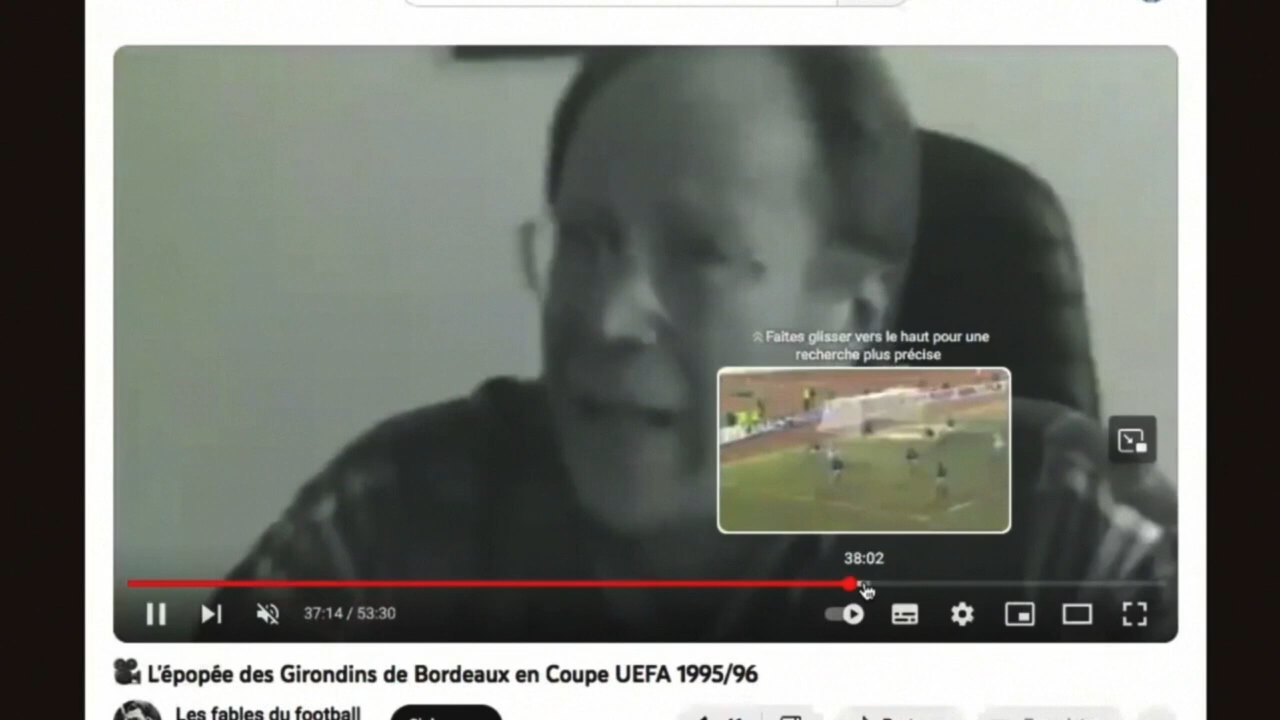 Faites glisser vers le haut pour une
recherche plus précise
38:02
37:14 / 53:30
L'épopée des Girondins de Bordeaux en Coupe UEFA 1995/96
Les fables du football